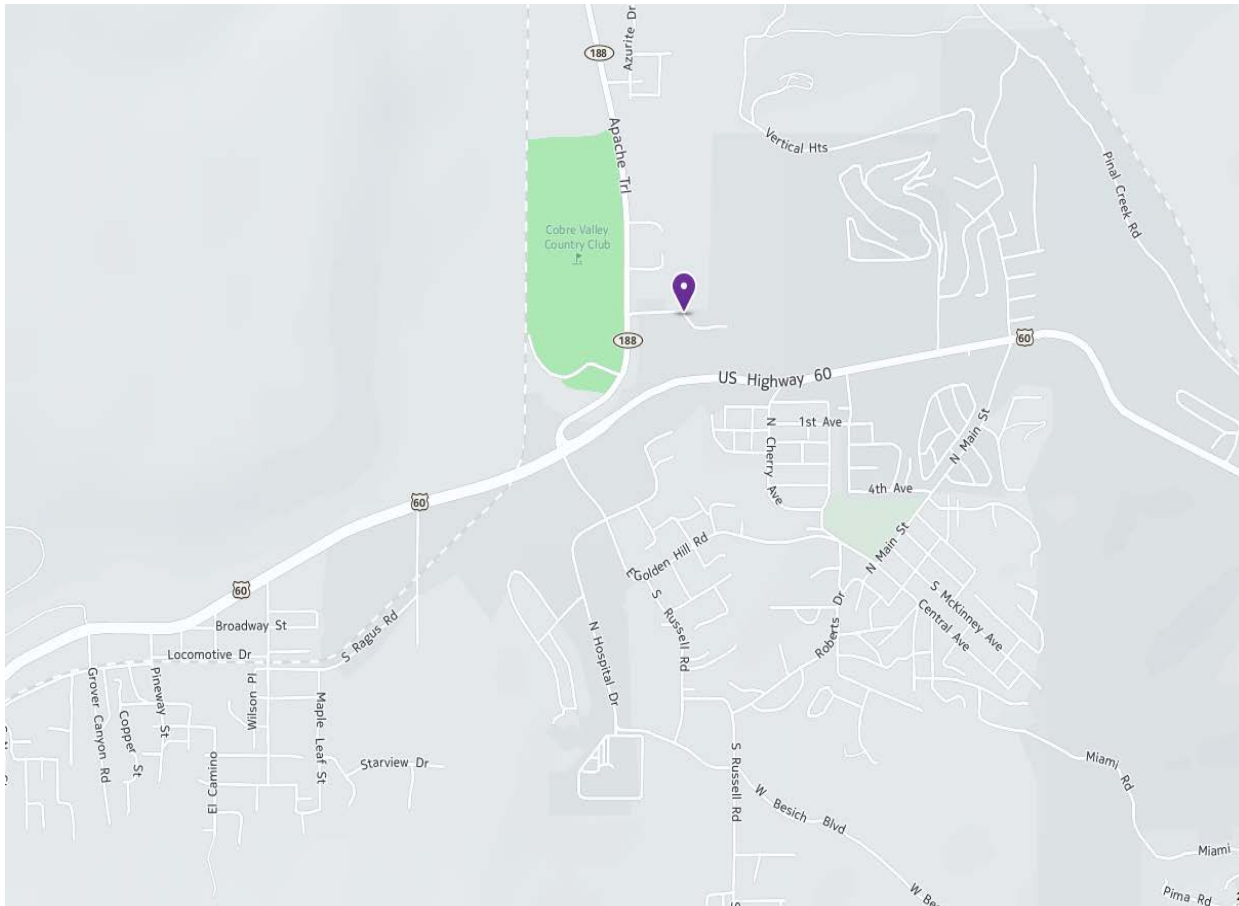 Azurite Dr
188
Apache Trl
Vertical Hts
Pinal Creek Rd
Cobre Valley
Country Club
188
60
US Highway 60
N Main St
1st Ave
N Cherry Ave
4th Ave
60
N Main St
Golden Hill Rd
E
60
S McKinney Ave
Central Ave
Roberts Dr
S Russell Rd
N Hospital Dr
Broadway St
S Ragus Rd
Locomotive Dr
Grover Canyon Rd
Pineway St
Copper St
Wilson Pl
Maple Leaf St
El Camino
Starview Dr
S Russell Rd
W Besich Blvd
Miami Rd
Miami
W Be
Pima Rd